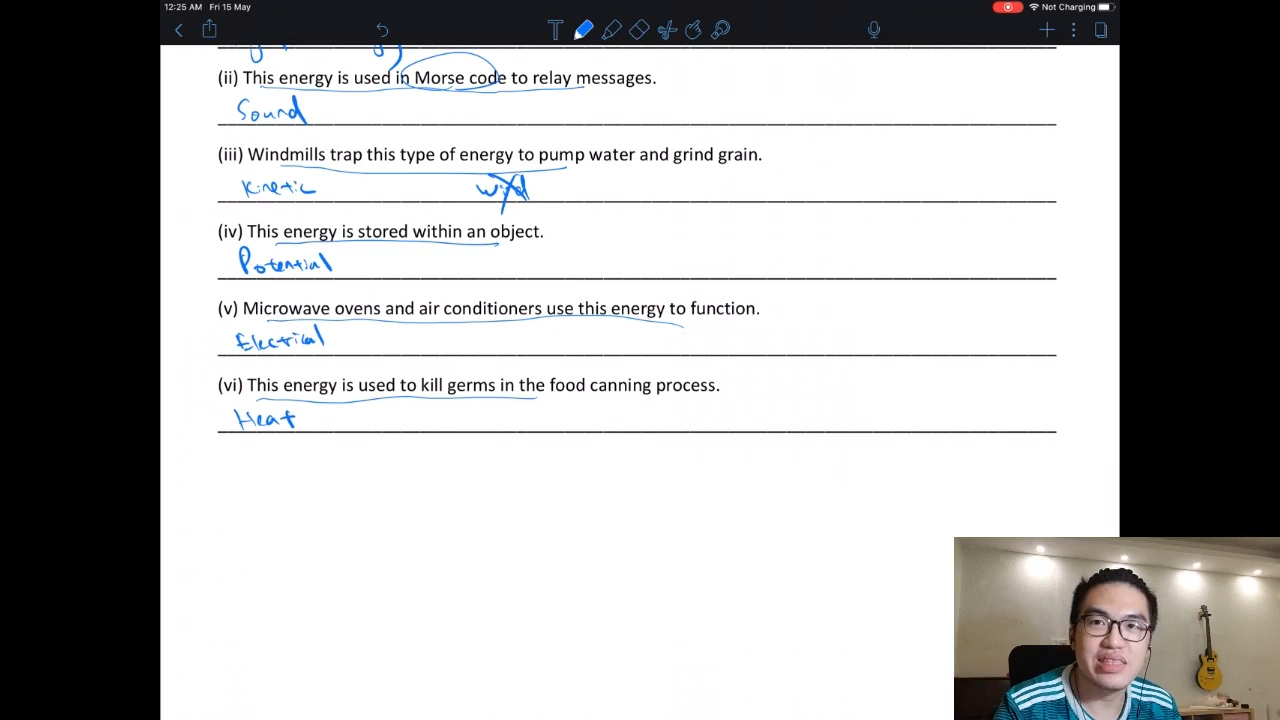 12:25 AM Fri 15 May
Not Charging
T
(ii) This energy is used in Morse code to relay messages.
Sound
(iii) Windmills trap this type of energy to pump water and grind grain.
Kinetic wind
(iv) This energy is stored within an object.
Potential
(v) Microwave ovens and air conditioners use this energy to function.
Electrical
(vi) This energy is used to kill germs in the food canning process.
Heat